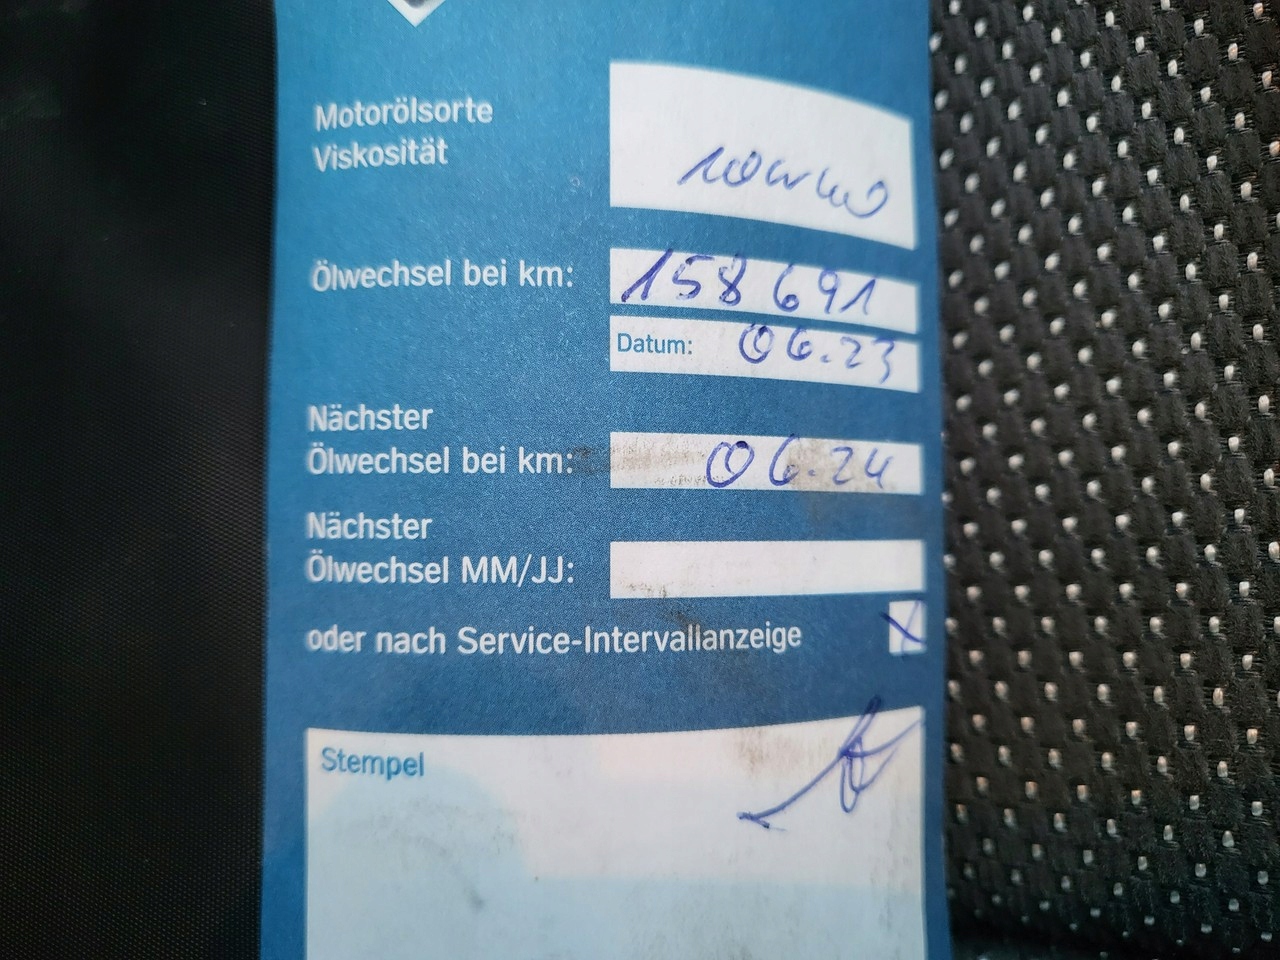 Motorölsorte
Viskosität
10W40
Ölwechsel bei km:
158691
Datum: 06.23
Nächster
Ölwechsel bei km:
06.24
Nächster
Ölwechsel MM/JJ:
oder nach Service-Intervallanzeige X
Stempel